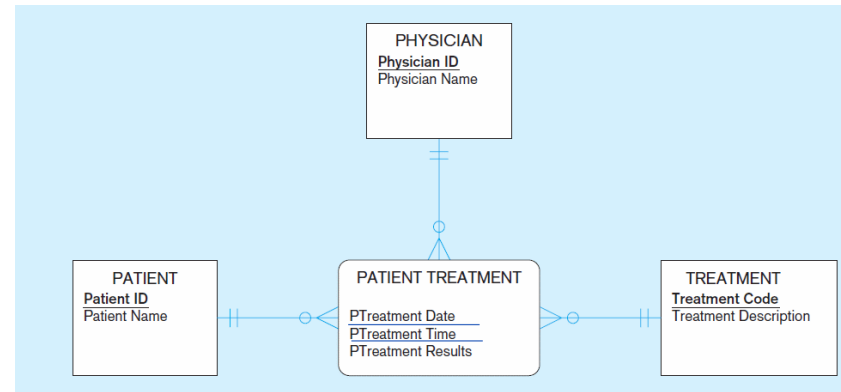 PHYSICIAN
Physician ID
Physician Name
PATIENT
Patient ID
Patient Name
PATIENT TREATMENT
PTreatment Date
PTreatment Time
PTreatment Results
TREATMENT
Treatment Code
Treatment Description